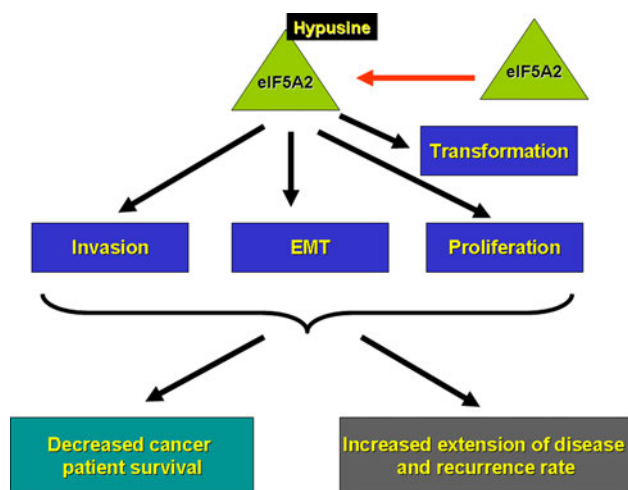 Hypusine
eIF5A2
eIF5A2
Transformation
Invasion
EMT
Proliferation
Decreased cancer
patient survival
Increased extension of disease
and recurrence rate